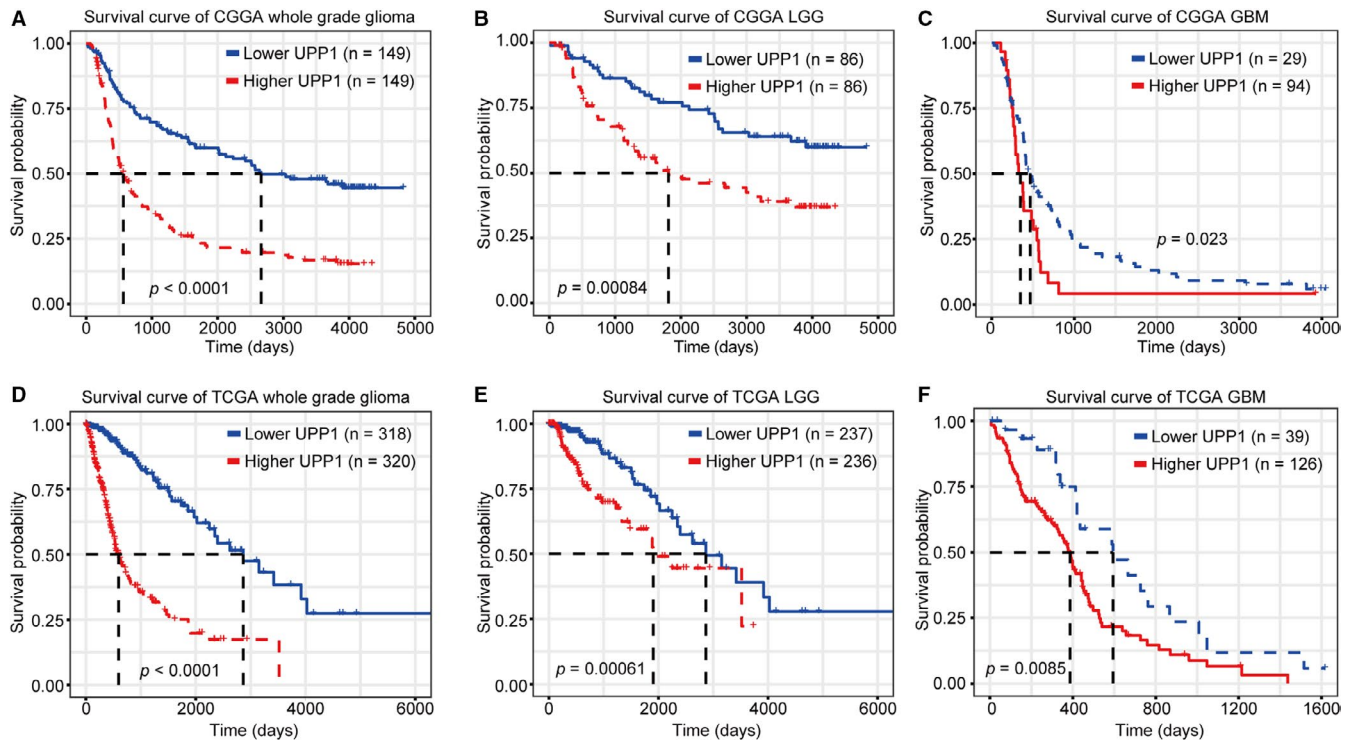 A Survival curve of CGGA whole grade glioma
Survival probability
1.00
0.75
0.50
0.25
0.00
Lower UPP1 (n = 149)
Higher UPP1 (n = 149)
p < 0.0001
0 1000 2000 3000 4000 5000
Time (days)
B Survival curve of CGGA LGG
Survival probability
1.00
0.75
0.50
0.25
0.00
Lower UPP1 (n = 86)
Higher UPP1 (n = 86)
p = 0.00084
0 1000 2000 3000 4000 5000
Time (days)
C Survival curve of CGGA GBM
Survival probability
1.00
0.75
0.50
0.25
0.00
Lower UPP1 (n = 29)
Higher UPP1 (n = 94)
p = 0.023
0 1000 2000 3000 4000
Time (days)
D Survival curve of TCGA whole grade glioma
Survival probability
1.00
0.75
0.50
0.25
0.00
Lower UPP1 (n = 318)
Higher UPP1 (n = 320)
p < 0.0001
0 2000 4000 6000
Time (days)
E Survival curve of TCGA LGG
Survival probability
1.00
0.75
0.50
0.25
0.00
Lower UPP1 (n = 237)
Higher UPP1 (n = 236)
p = 0.00061
0 2000 4000 6000
Time (days)
F Survival curve of TCGA GBM
Survival probability
1.00
0.75
0.50
0.25
0.00
Lower UPP1 (n = 39)
Higher UPP1 (n = 126)
p = 0.0085
0 400 800 1200 1600
Time (days)